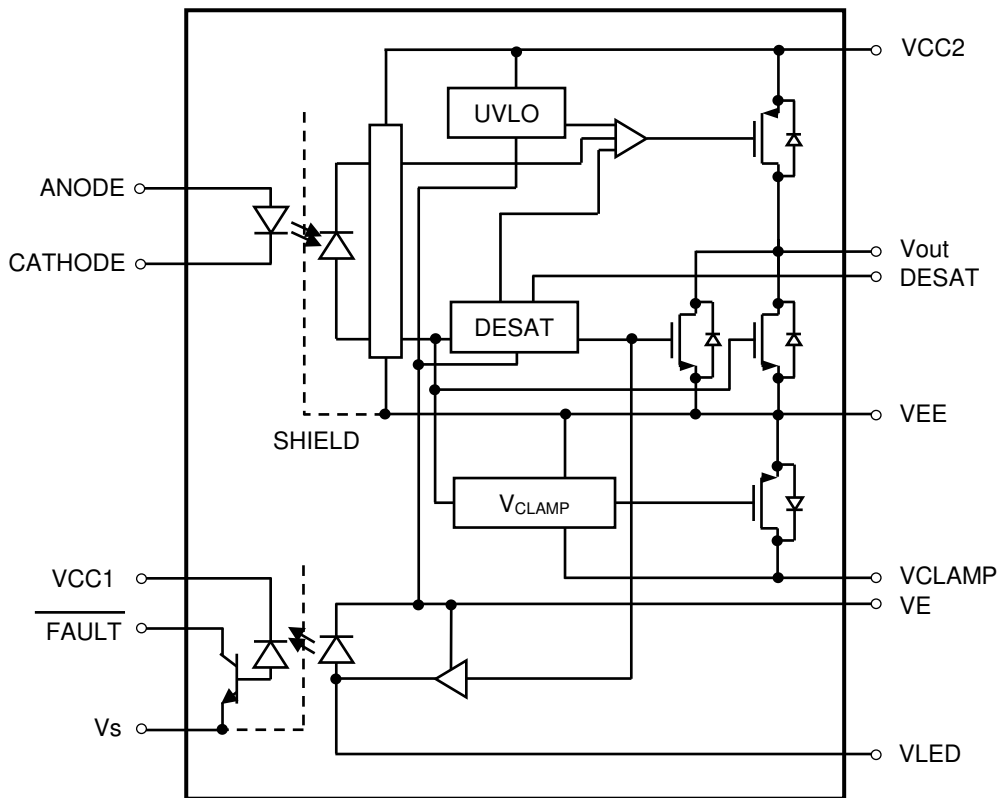 VCC2
UVLO
ANODE
CATHODE
Vout
DESAT
DESAT
VEE
SHIELD
VCLAMP
VCC1
VCLAMP
VE
FAULT
Vs
VLED